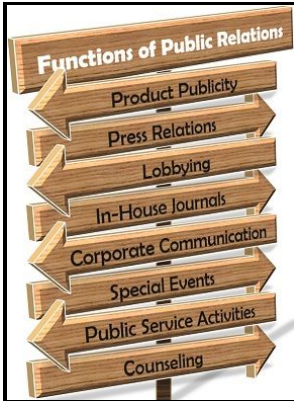 Functions of Public Relations
Product Publicity
Press Relations
Lobbying
In-House Journals
Corporate Communication
Special Events
Public Service Activities
Counseling